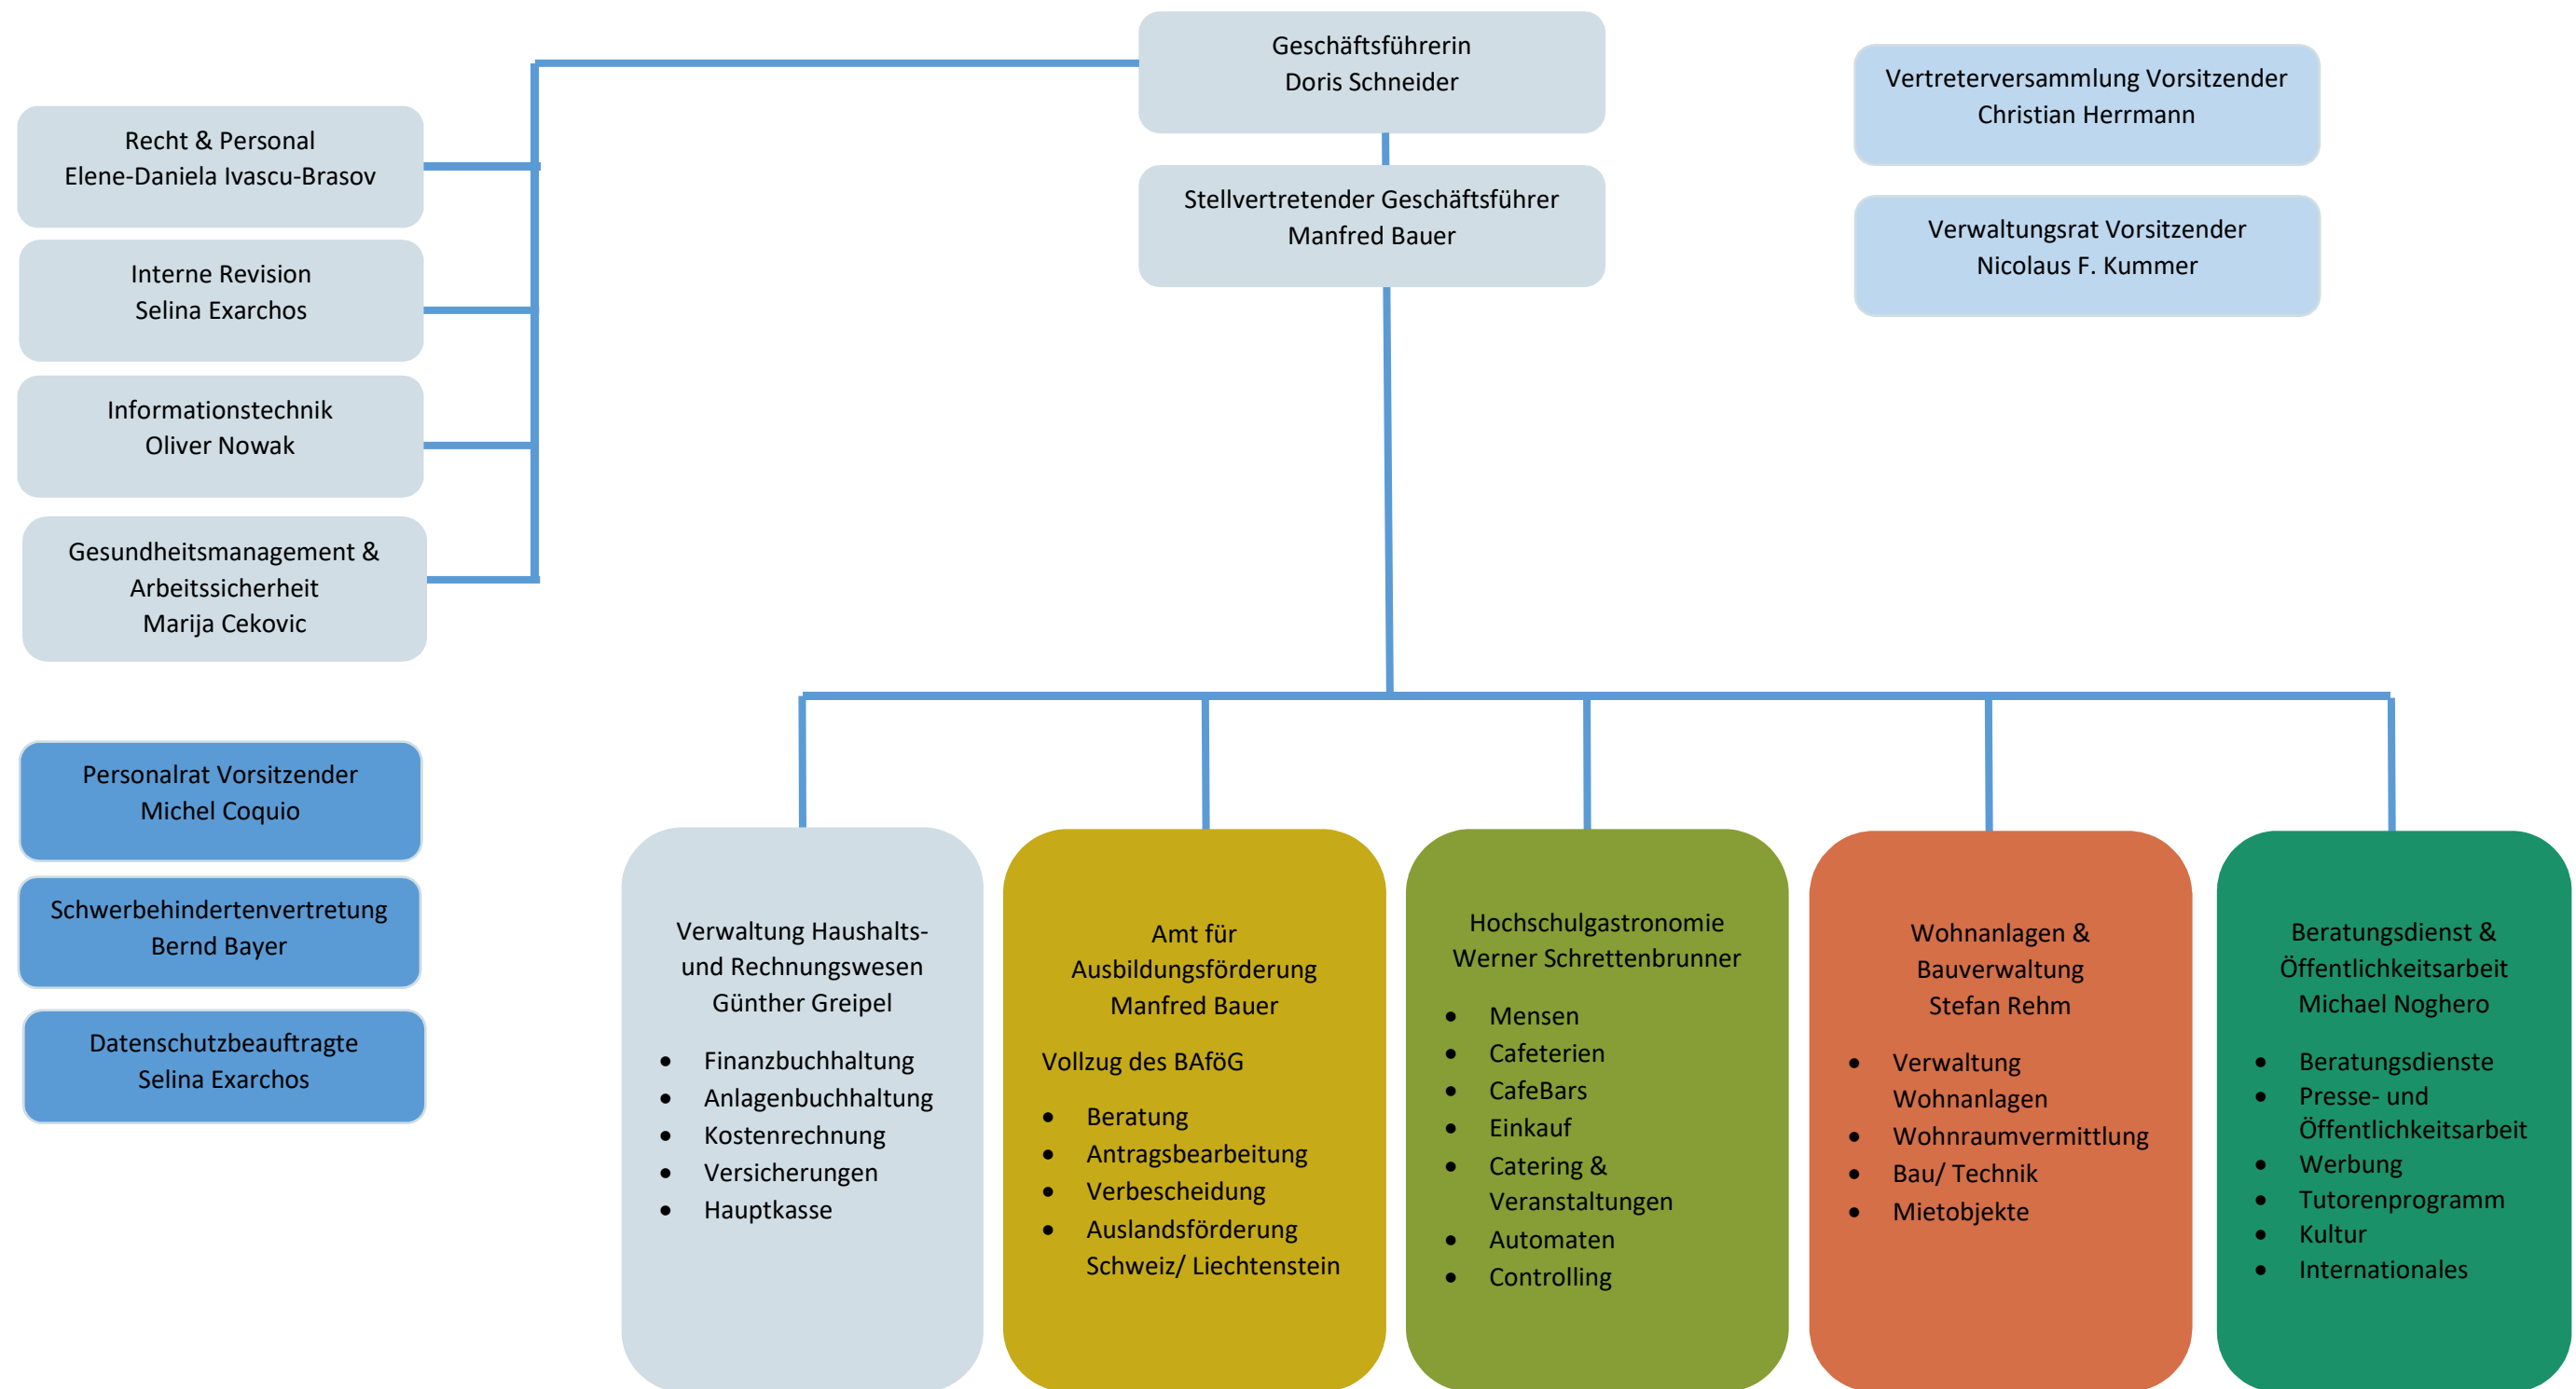 Geschäftsführerin
Doris Schneider
Stellvertretender Geschäftsführer
Manfred Bauer
Vertreterversammlung Vorsitzender
Christian Herrmann
Verwaltungsrat Vorsitzender
Nicolaus F. Kummer
Recht & Personal
Elene-Daniela Ivascu-Brasov
Interne Revision
Selina Exarchos
Informationstechnik
Oliver Nowak
Gesundheitsmanagement &
Arbeitssicherheit
Marija Cekovic
Personalrat Vorsitzender
Michel Coquio
Schwerbehindertenvertretung
Bernd Bayer
Datenschutzbeauftragte
Selina Exarchos
Verwaltung Haushalts-
und Rechnungswesen
Günther Greipel
• Finanzbuchhaltung
• Anlagenbuchhaltung
• Kostenrechnung
• Versicherungen
• Hauptkasse
Amt für
Ausbildungsförderung
Manfred Bauer
Vollzug des BAföG
• Beratung
• Antragsbearbeitung
• Verbescheidung
• Auslandsförderung
Schweiz/ Liechtenstein
Hochschulgastronomie
Werner Schrettenbrunner
• Mensen
• Cafeterien
• CafeBars
• Einkauf
• Catering &
Veranstaltungen
• Automaten
• Controlling
Wohnanlagen &
Bauverwaltung
Stefan Rehm
• Verwaltung
Wohnanlagen
• Wohnraumvermittlung
• Bau/ Technik
• Mietobjekte
Beratungsdienst &
Öffentlichkeitsarbeit
Michael Noghero
• Beratungsdienste
• Presse- und
Öffentlichkeitsarbeit
• Werbung
• Tutorenprogramm
• Kultur
• Internationales